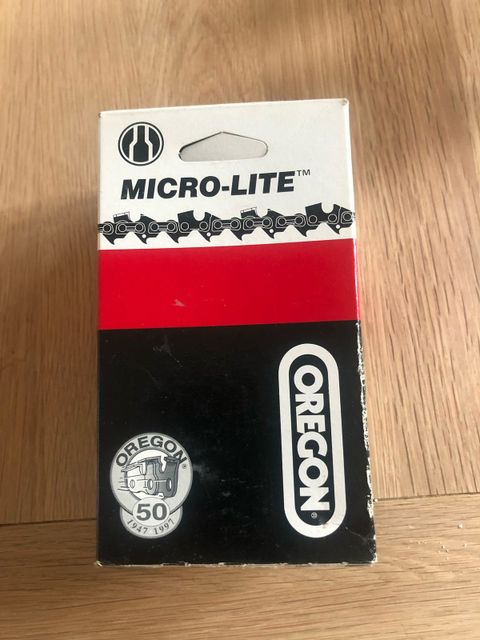 MICRO-LITE™
OREGON®
OREGON®
50
1947 1997